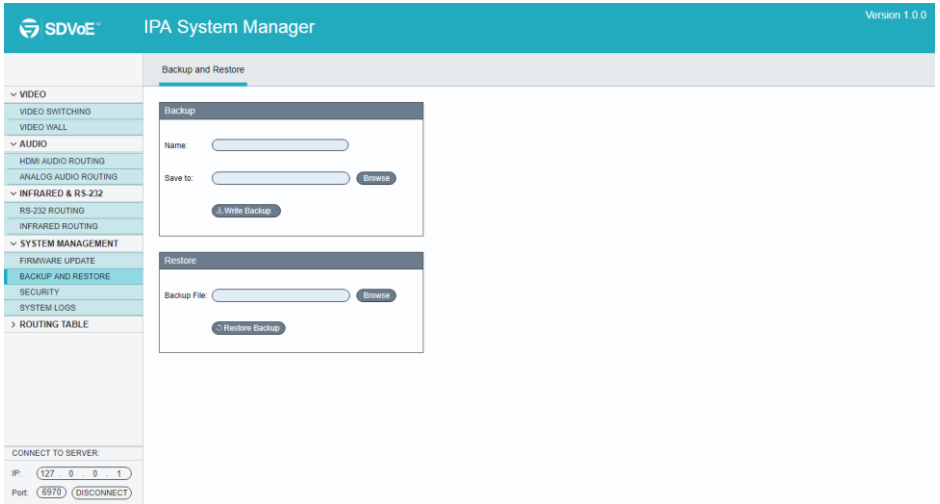 SDVoE™
IPA System Manager
Version 1.0.0
Backup and Restore
VIDEO
VIDEO SWITCHING
VIDEO WALL
AUDIO
HDMI AUDIO ROUTING
ANALOG AUDIO ROUTING
INFRARED & RS-232
RS-232 ROUTING
INFRARED ROUTING
SYSTEM MANAGEMENT
FIRMWARE UPDATE
BACKUP AND RESTORE
SECURITY
SYSTEM LOGS
ROUTING TABLE
Backup
Name:
Save to: Browse
Write Backup
Restore
Backup File: Browse
Restore Backup
CONNECT TO SERVER:
IP: 127 . 0 . 0 . 1
Port: 6970 DISCONNECT